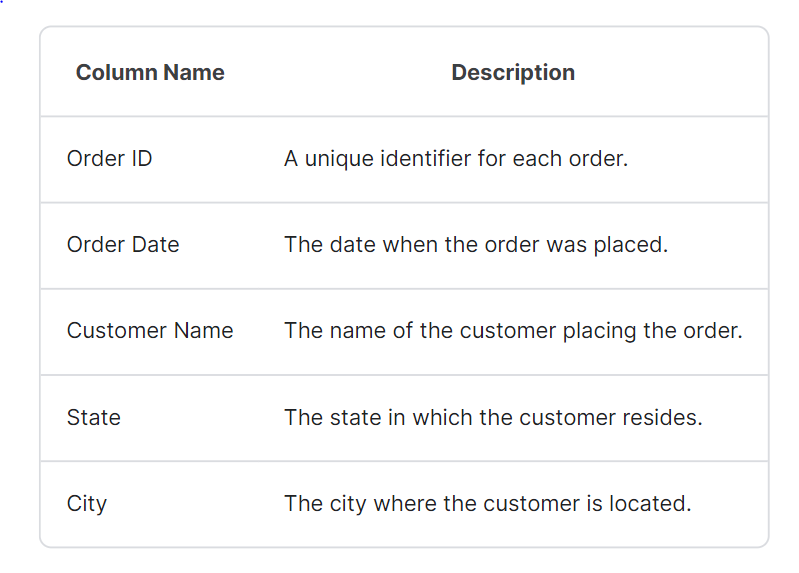 Column Name Description
Order ID A unique identifier for each order.
Order Date The date when the order was placed.
Customer Name The name of the customer placing the order.
State The state in which the customer resides.
City The city where the customer is located.